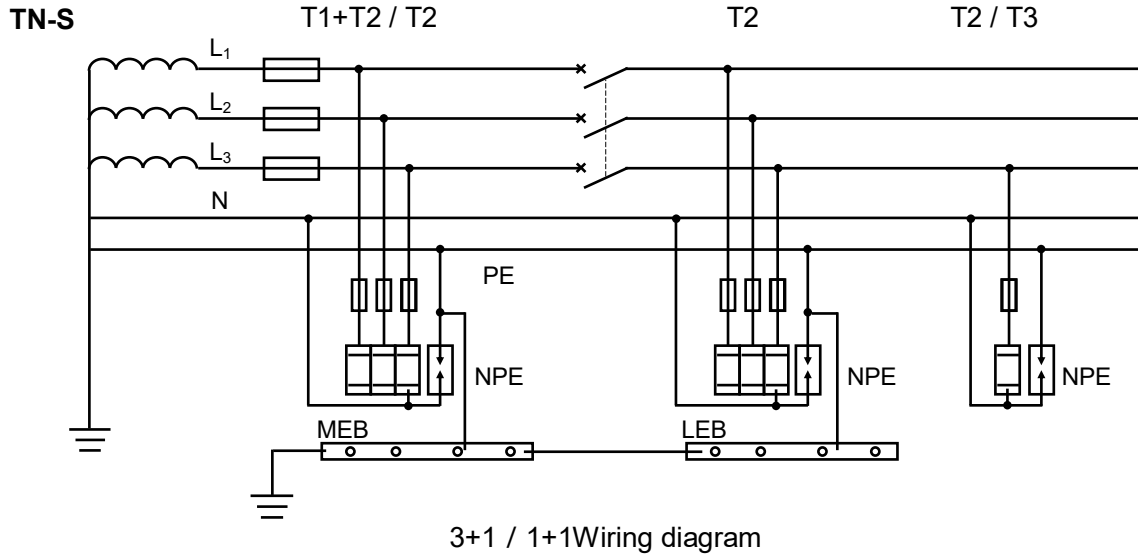 TN-S
T1+T2 / T2
T2
T2 / T3
L₁
L₂
L₃
N
PE
NPE
NPE
NPE
MEB
LEB
3+1 / 1+1Wiring diagram